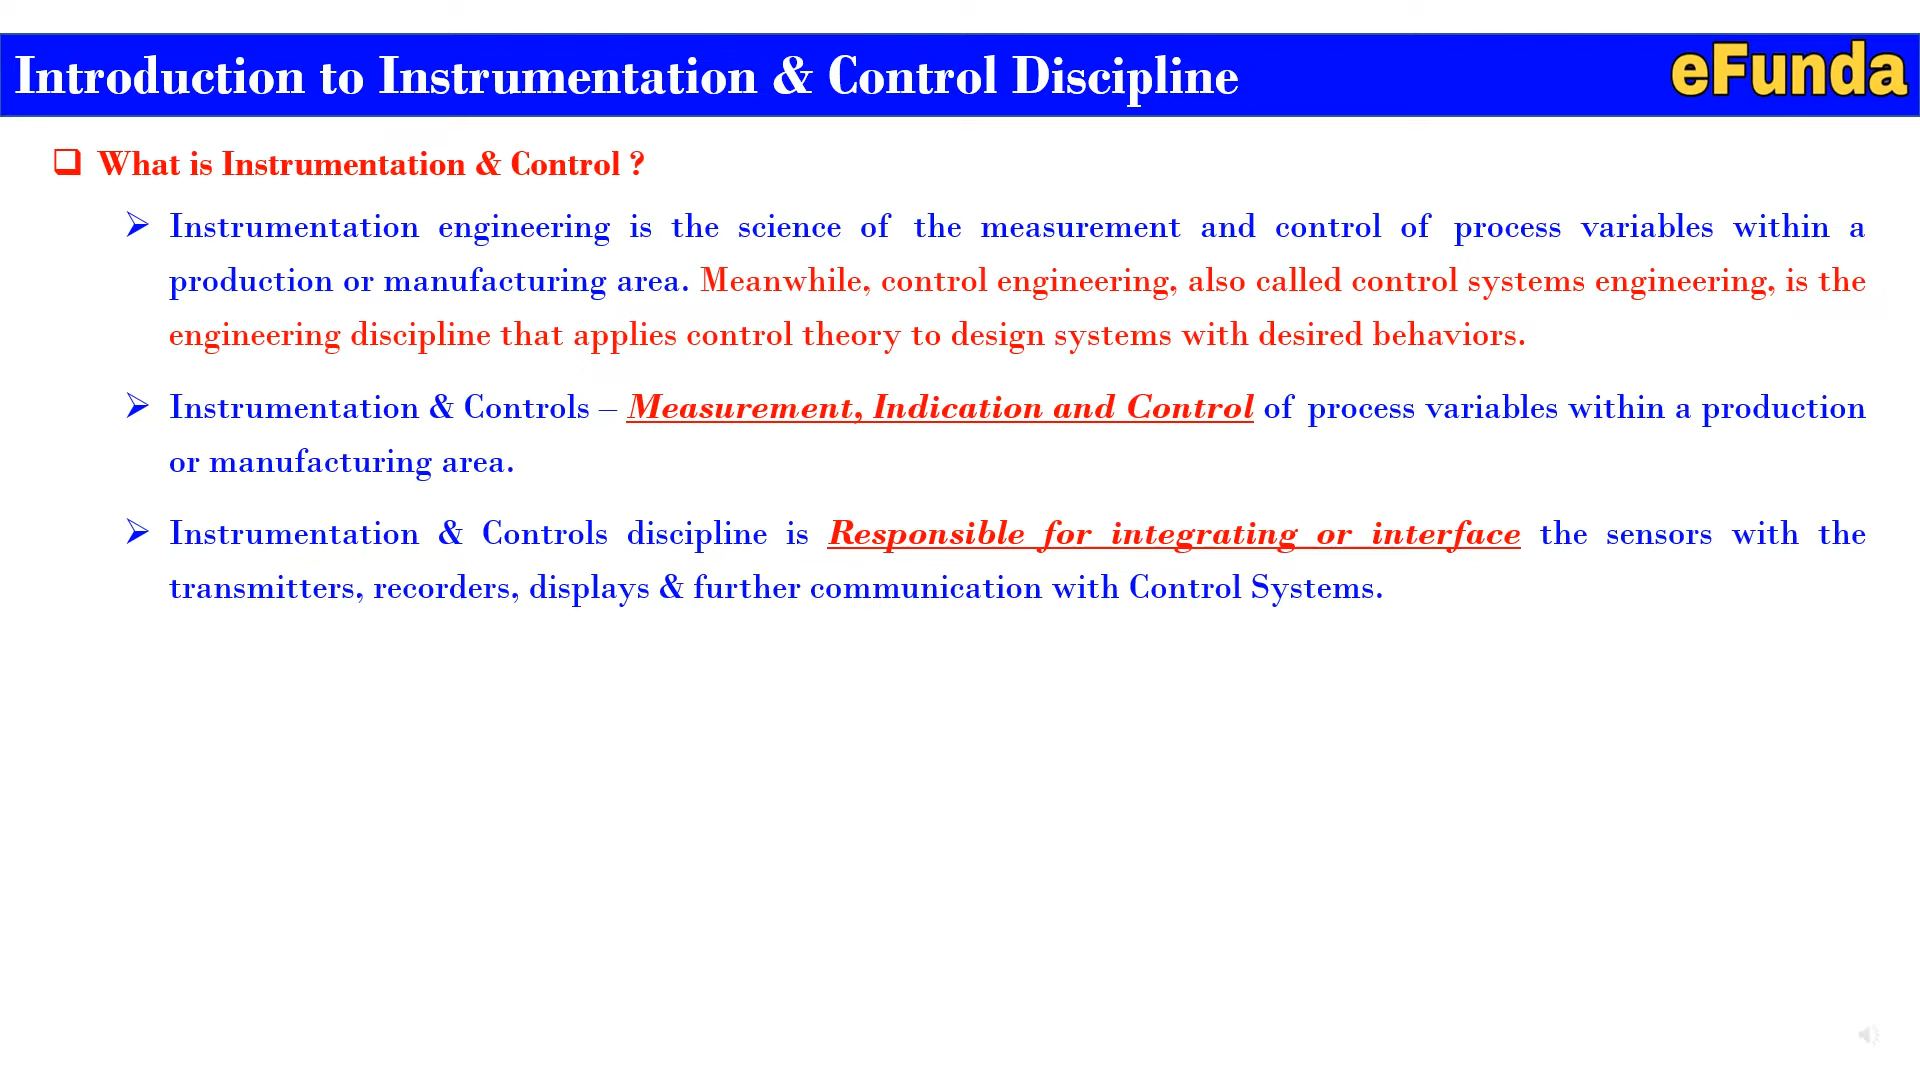 Introduction to Instrumentation & Control Discipline
eFunda
What is Instrumentation & Control ?
Instrumentation engineering is the science of the measurement and control of process variables within a
production or manufacturing area. Meanwhile, control engineering, also called control systems engineering, is the
engineering discipline that applies control theory to design systems with desired behaviors.
Instrumentation & Controls – Measurement, Indication and Control of process variables within a production
or manufacturing area.
Instrumentation & Controls discipline is Responsible for integrating or interface the sensors with the
transmitters, recorders, displays & further communication with Control Systems.